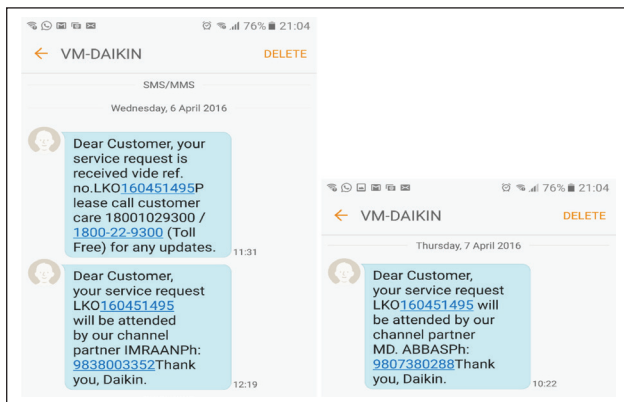 76% 21:04
VM-DAIKIN DELETE
SMS/MMS
Wednesday, 6 April 2016
Dear Customer, your
service request is
received vide ref.
no.LKO160451495P
lease call customer
care 18001029300 /
1800-22-9300 (Toll
Free) for any updates.
11:31
Dear Customer,
your service request
LKO160451495
will be attended
by our channel
partner IMRAANPh:
9838003352Thank
you, Daikin.
12:19
76% 21:04
VM-DAIKIN DELETE
Thursday, 7 April 2016
Dear Customer,
your service request
LKO160451495 will
be attended by our
channel partner
MD. ABBASPh:
9807380288Thank
you, Daikin.
10:22